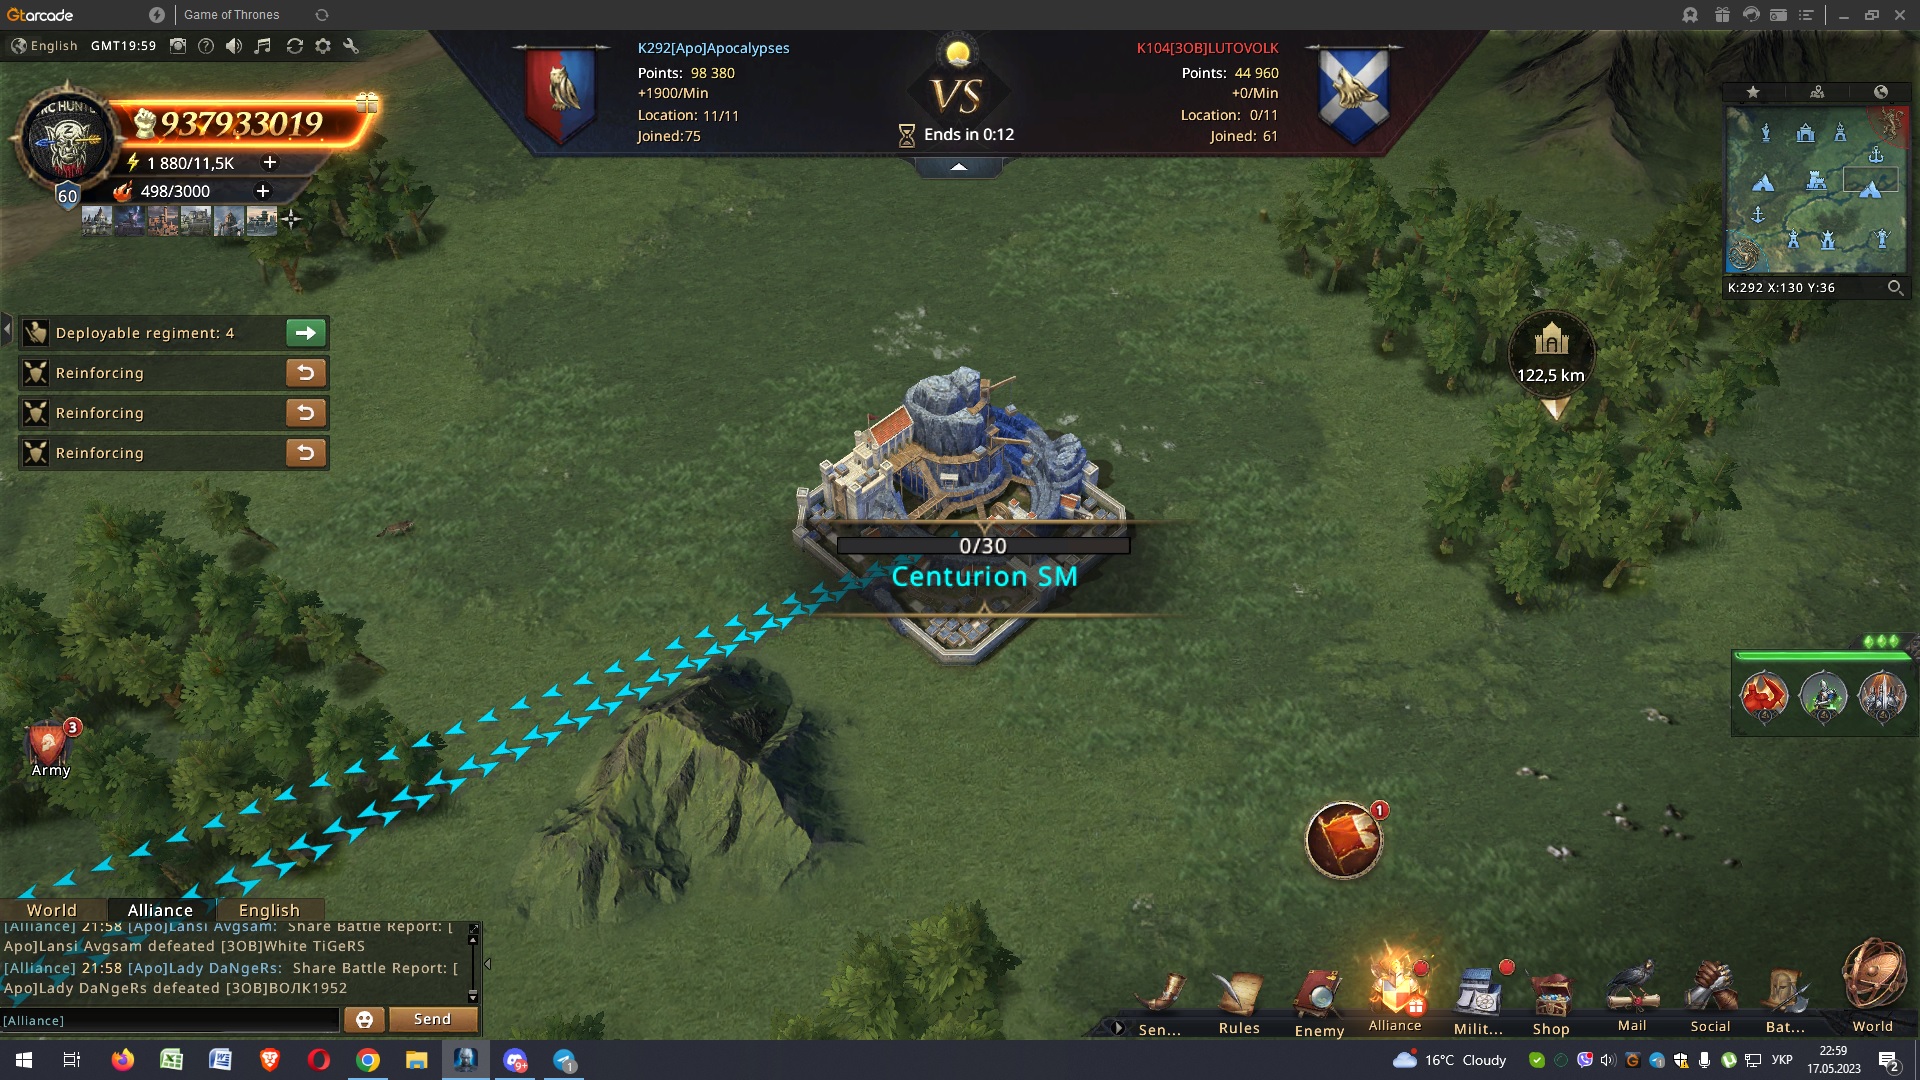 Gtarcade
Game of Thrones
English GMT19:59
937933019
1 880/11,5K
498/3000
60
K292[Apo]Apocalypses
Points: 98 380
+1900/Min
Location: 11/11
Joined:75
VS
Ends in 0:12
K104[3OB]LUTOVOLK
Points: 44 960
+0/Min
Location: 0/11
Joined: 61
K:292 X:130 Y:36
Deployable regiment: 4
Reinforcing
Reinforcing
Reinforcing
122,5 km
0/30
Centurion SM
3
Army
1
World Alliance English
[Alliance] 21:58 [Apo]Lansi Avgsam: Share Battle Report: [
Apo]Lansi Avgsam defeated [3OB]White TiGeRS
[Alliance] 21:58 [Apo]Lady DaNgeRs: Share Battle Report: [
Apo]Lady DaNgeRs defeated [3OB]ВОЛК1952
[Alliance]
Send
Sen... Rules Enemy Alliance Milit... Shop Mail Social Bat... World
9+
1
16°C Cloudy
УКР
22:59
17.05.2023
2